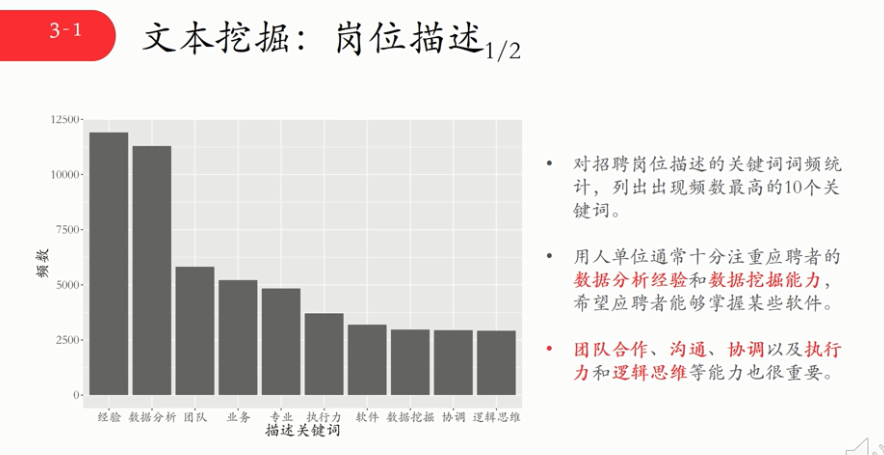 3-1
文本挖掘：岗位描述1/2
12500
10000
7500
5000
2500
0
频数
经验 数据分析 团队 业务 专业 执行力 软件 数据挖掘 协调 逻辑思维
描述关键词
• 对招聘岗位描述的关键词词频统
计，列出出现频数最高的10个关
键词。
• 用人单位通常十分注重应聘者的
数据分析经验和数据挖掘能力，
希望应聘者能够掌握某些软件。
• 团队合作、沟通、协调以及执行
力和逻辑思维等能力也很重要。